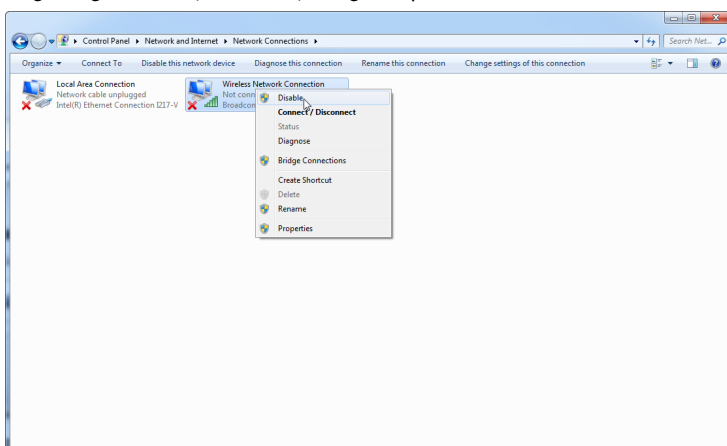 Control Panel Network and Internet Network Connections Search Net...
Organize Connect To Disable this network device Diagnose this connection Rename this connection Change settings of this connection
Local Area Connection
Network cable unplugged
Intel(R) Ethernet Connection I217-V
Wireless Network Connection
Not conn
Broadcon
Disable
Connect / Disconnect
Status
Diagnose
Bridge Connections
Create Shortcut
Delete
Rename
Properties